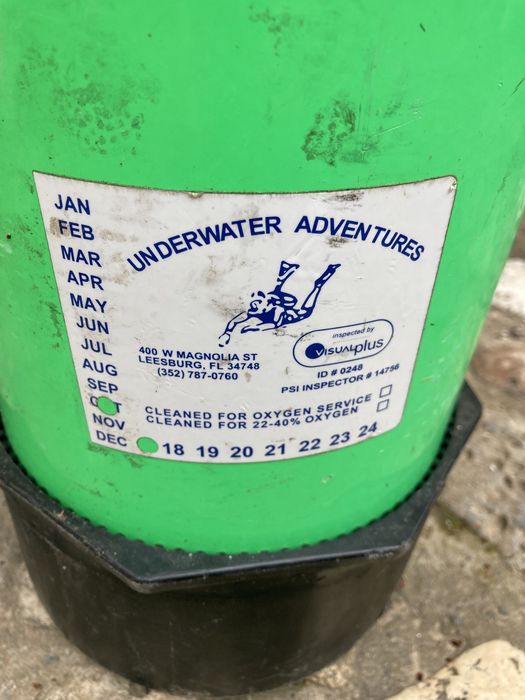 JAN
FEB
MAR
APR
MAY
JUN
JUL
AUG
SEP
NOV
DEC
UNDERWATER ADVENTURES
400 W MAGNOLIA ST
LEESBURG, FL 34748
(352) 787-0760
inspected by
VISUALplus
ID # 0248
PSI INSPECTOR # 14756
CLEANED FOR OXYGEN SERVICE
CLEANED FOR 22-40% OXYGEN
18 19 20 21 22 23 24